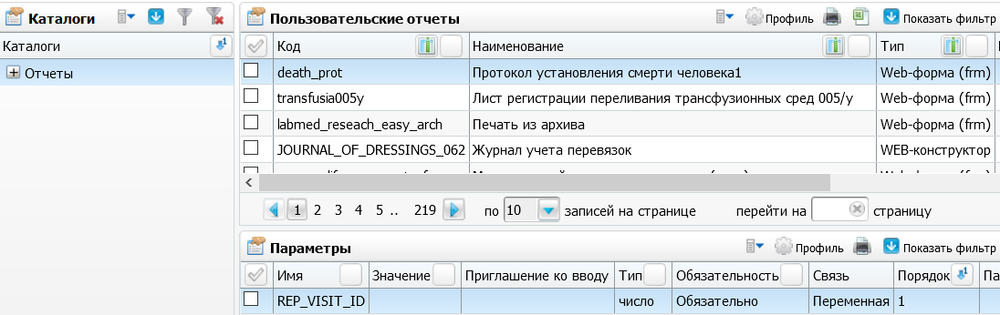 Каталоги
Каталоги
Отчеты
Пользовательские отчеты Профиль Показать фильтр
Код Наименование Тип
death_prot Протокол установления смерти человека1 Web-форма (frm)
transfusia005y Лист регистрации переливания трансфузионных сред 005/у Web-форма (frm)
labmed_reseach_easy_arch Печать из архива Web-форма (frm)
JOURNAL_OF_DRESSINGS_062 Журнал учета перевязок WEB-конструктор
1 2 3 4 5 .. 219 по 10 записей на странице перейти на страницу
Параметры Профиль Показать фильтр
Имя Значение Приглашение ко вводу Тип Обязательность Связь Порядок Па
REP_VISIT_ID число Обязательно Переменная 1